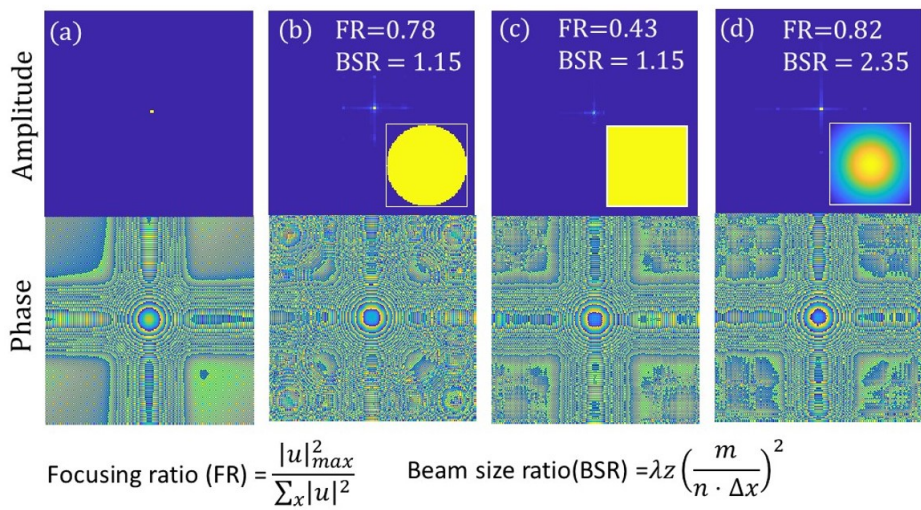 (a)
(b) FR=0.78
BSR = 1.15
(c) FR=0.43
BSR = 1.15
(d) FR=0.82
BSR = 2.35
Amplitude
Phase
Focusing ratio (FR) = |u|²max / ∑x|u|²
Beam size ratio(BSR) =λz(m / n · Δx)²